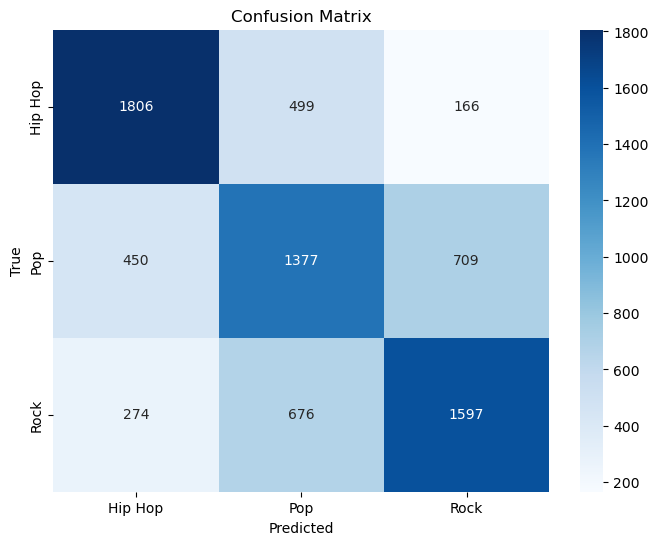 Confusion Matrix
True
Hip Hop
1806 499 166
Pop
450 1377 709
Rock
274 676 1597
Hip Hop Pop Rock
Predicted
1800
1600
1400
1200
1000
800
600
400
200